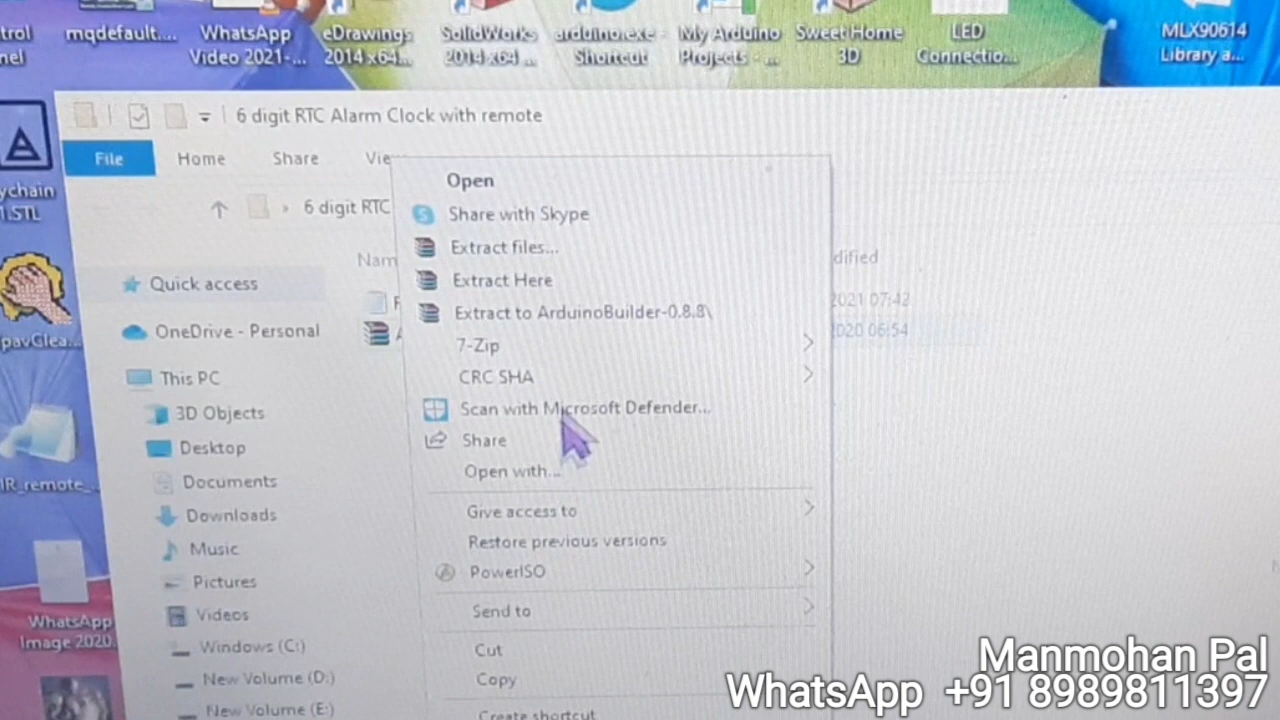 trol
nel
mqdefault....
WhatsApp
Video 2021-...
eDrawings
2014 x64...
SolidWorks
2014 x64 ...
arduino.exe -
Shortcut
My Arduino
Projects - ...
Sweet Home
3D
LED
Connectio...
MLX90614
Library a...
ychain
1.STL
IR_remote_...
WhatsApp
Image 2020...
6 digit RTC Alarm Clock with remote
File
Home
Share
Vie
6 digit RTC
Nam
dified
2021 07:42
2020 06:54
Quick access
OneDrive - Personal
This PC
3D Objects
Desktop
Documents
Downloads
Music
Pictures
Videos
Windows (C:)
New Volume (D:)
New Volume (E:)
Open
Share with Skype
Extract files...
Extract Here
Extract to ArduinoBuilder-0.8.8\
7-Zip
CRC SHA
Scan with Microsoft Defender...
Share
Open with...
Give access to
Restore previous versions
PowerISO
Send to
Cut
Copy
Create shortcut
Manmohan Pal
WhatsApp +91 8989811397